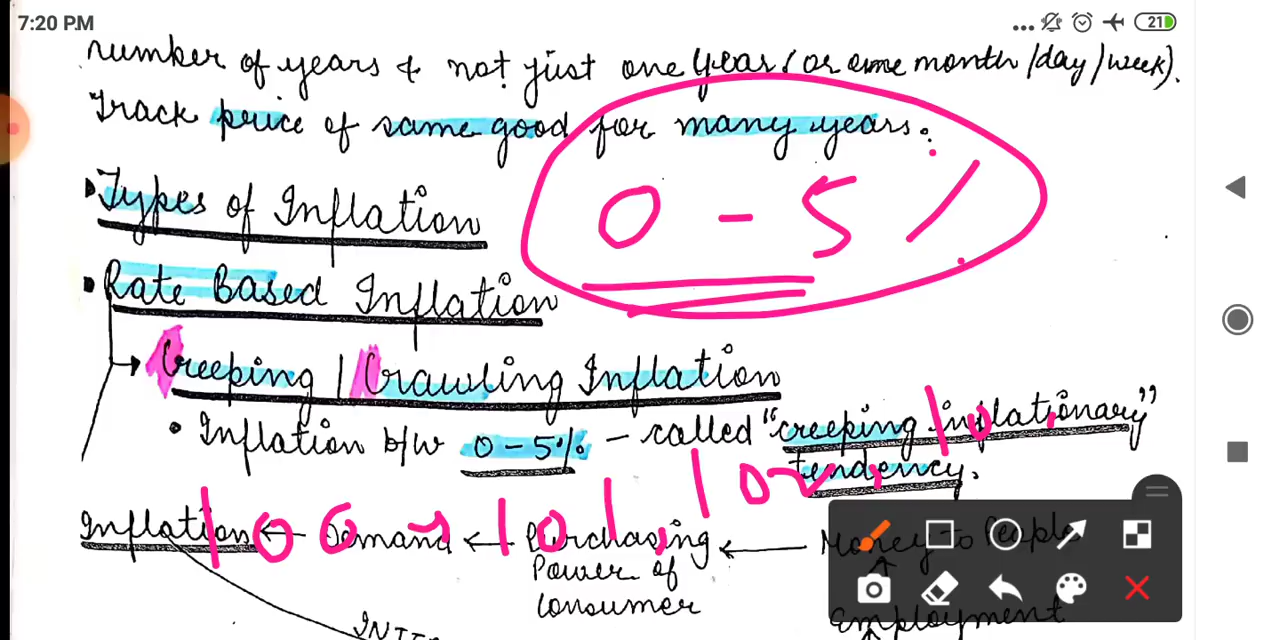 7:20 PM
21
number of years & not just one year (or one month/day/week).
Track price of same good for many years.
Types of Inflation
0 - 5 %
Rate Based Inflation
Creeping / Crawling Inflation
Inflation b/w 0-5% - called "creeping inflationary
tendency.
10,
102,
100 → 101,
Inflation ← Demand ← Purchasing ← Money to People
Power of
Consumer
Employment